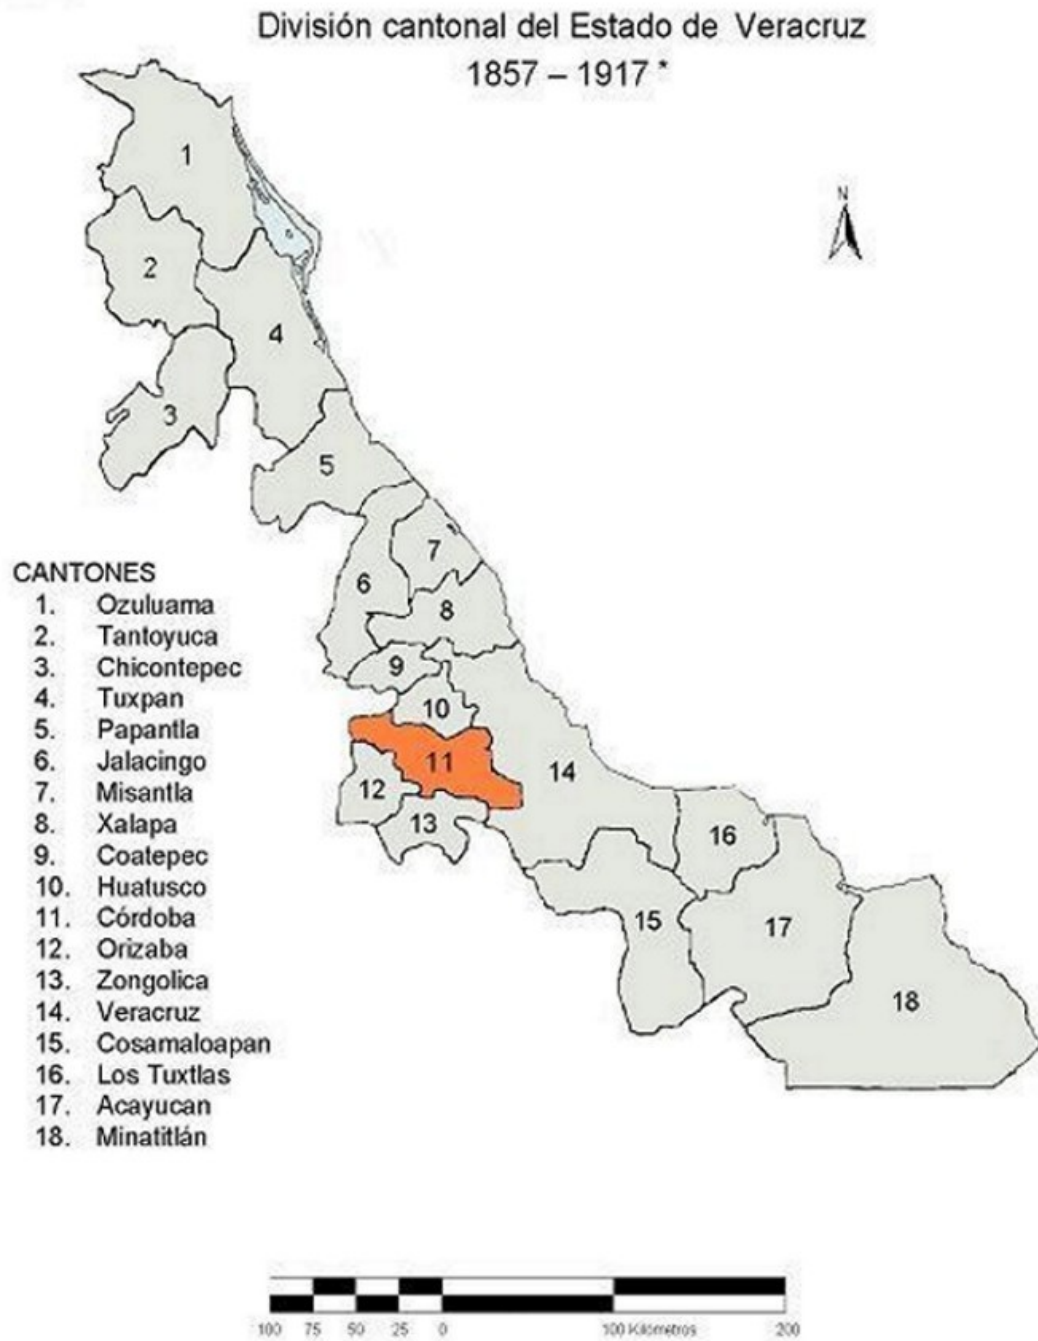 División cantonal del Estado de Veracruz
1857 – 1917 *
N
1
2
4
3
5
7
6
8
9
10
11
14
12
13
16
15
17
18
CANTONES
1. Ozuluama
2. Tantoyuca
3. Chicontepec
4. Tuxpan
5. Papantla
6. Jalacingo
7. Misantla
8. Xalapa
9. Coatepec
10. Huatusco
11. Córdoba
12. Orizaba
13. Zongolica
14. Veracruz
15. Cosamaloapan
16. Los Tuxtlas
17. Acayucan
18. Minatitlán
100 75 50 25 0 100 Kilometros 200